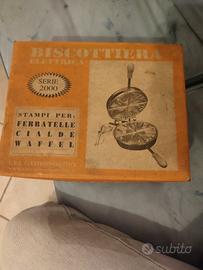 BISCOTTIERA
ELETTRICA
SERIE
2000
STAMPI PER:
FERRATELLE
CIALDE
WAFFEL
subito